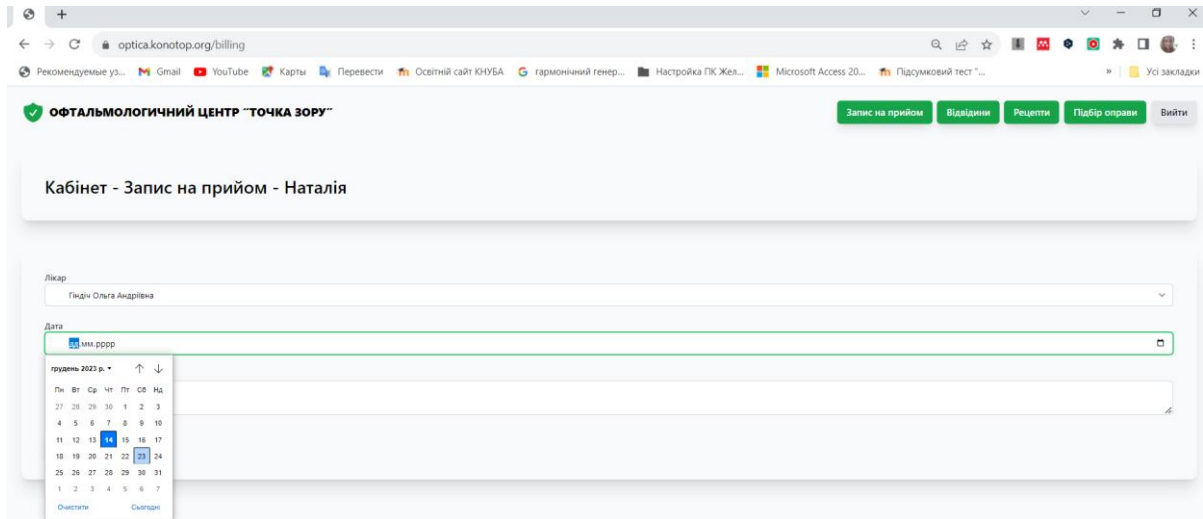 optica.konotop.org/billing
Рекомендуемые уз... Gmail YouTube Карты Перевести Освітній сайт КНУБА гармонічний генер... Настройка ПК Жел... Microsoft Access 20... Підсумковий тест "... » Усі закладки
ОФТАЛЬМОЛОГИЧНИЙ ЦЕНТР "ТОЧКА ЗОРУ" Запис на прийом Відвідини Рецепти Підбір оправи Вийти
Кабінет - Запис на прийом - Наталія
Лікар
Гіндіч Ольга Андріївна
Дата
дд.мм.рррр
грудень 2023 р.
Пн Вт Ср Чт Пт Сб Нд
27 28 29 30 1 2 3
4 5 6 7 8 9 10
11 12 13 14 15 16 17
18 19 20 21 22 23 24
25 26 27 28 29 30 31
1 2 3 4 5 6 7
Очистити Сьогодні